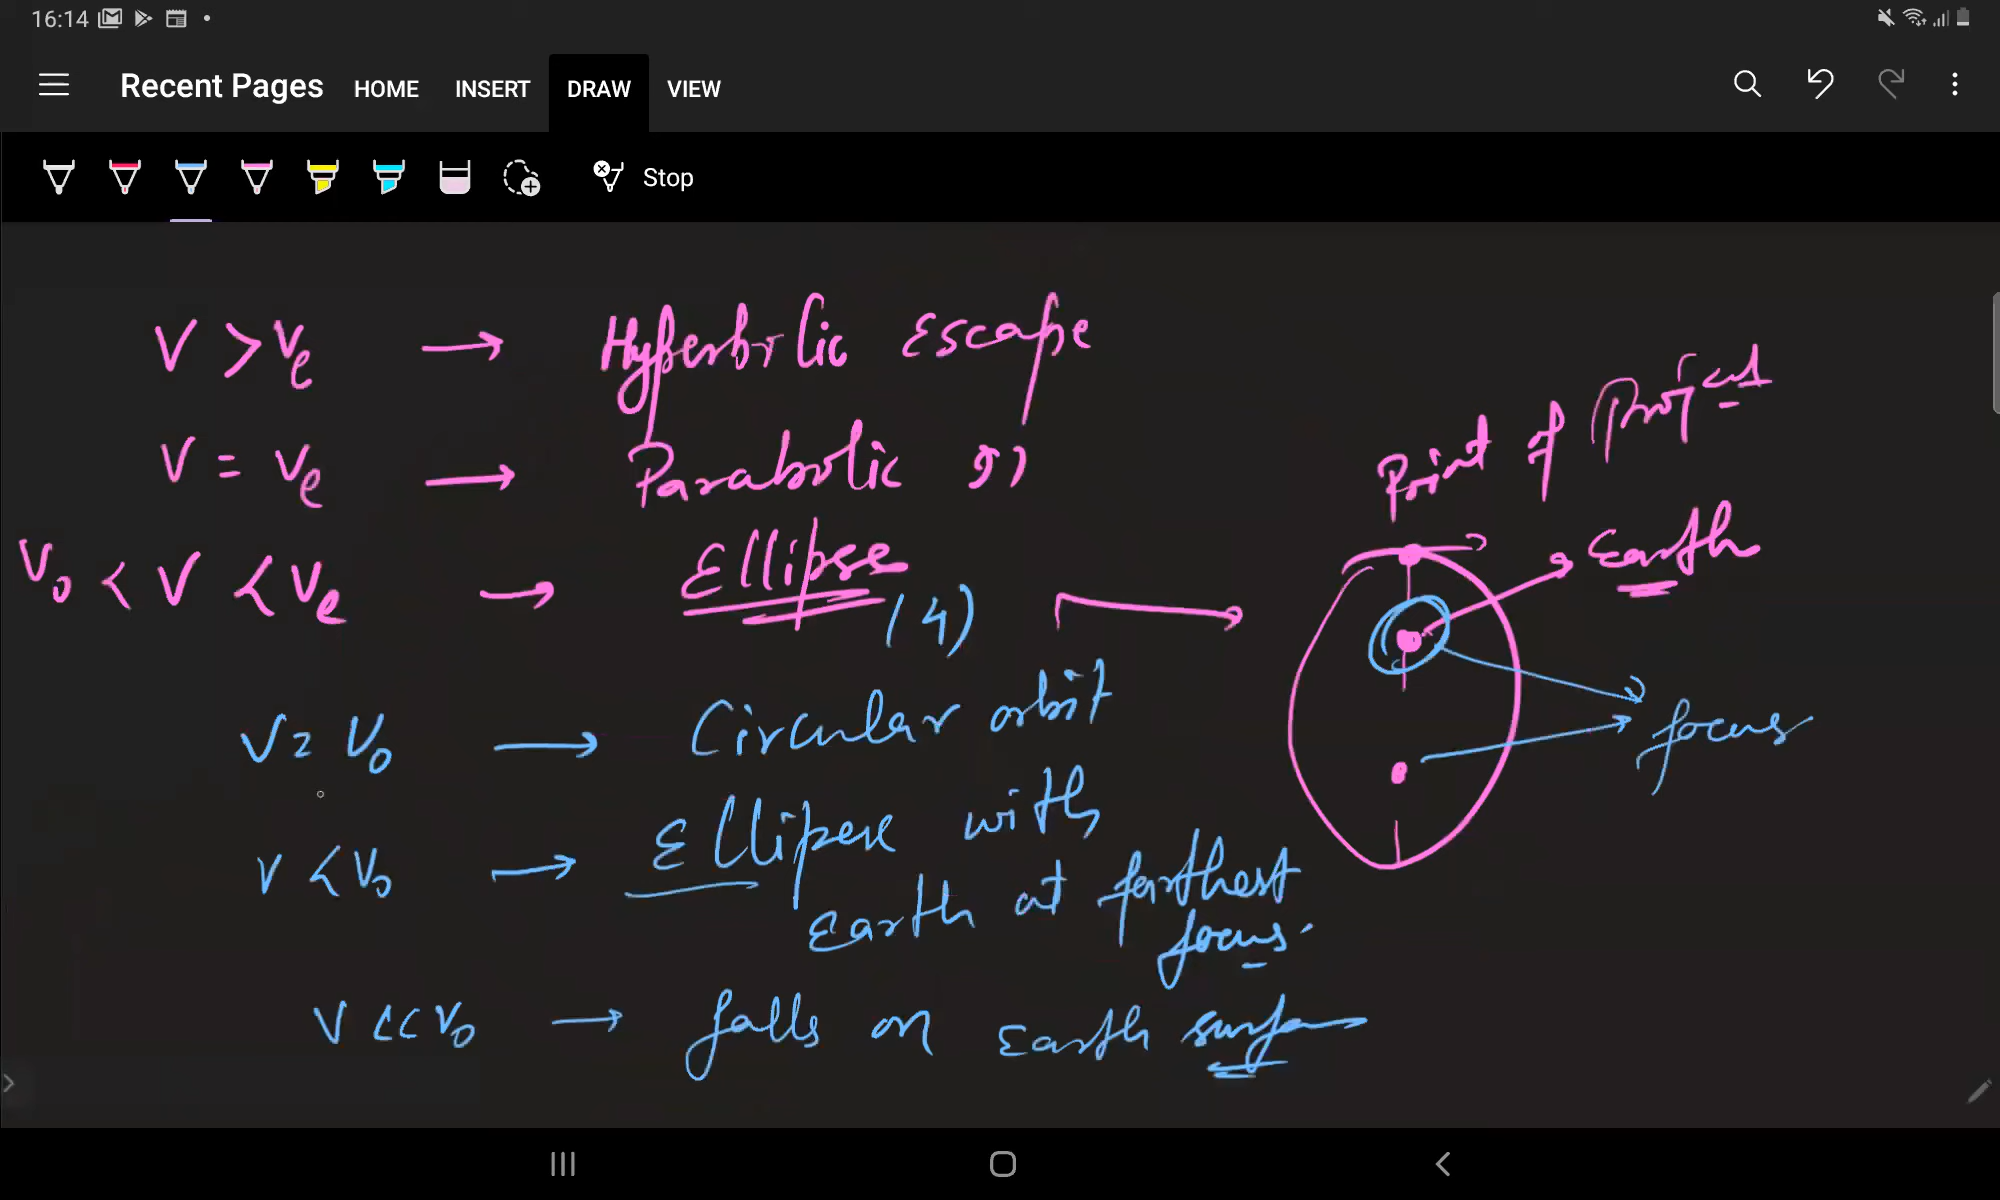 16:14
Recent Pages HOME INSERT DRAW VIEW
Stop
V > Ve → Hyperbolic Escape
V = Ve → Parabolic "
V0 < V < Ve → Ellipse
(4)
Point of Project
Earth
focus
V = V0 → Circular orbit
V < V0 → Ellipese with
Earth at farthest
focus.
V << V0 → falls on Earth surface